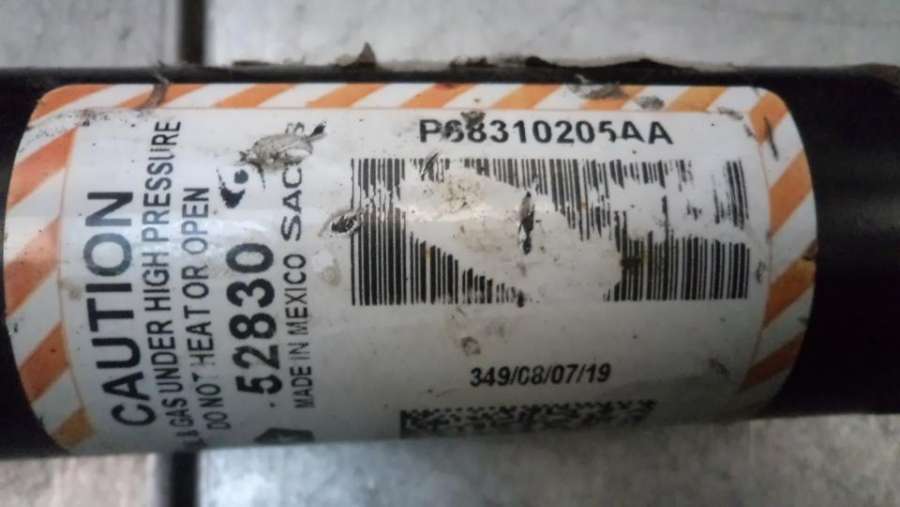 CAUTION
& GAS UNDER HIGH PRESSURE
DO NOT HEAT OR OPEN
52830
MADE IN MEXICO SACHS
P68310205AA
349/08/07/19